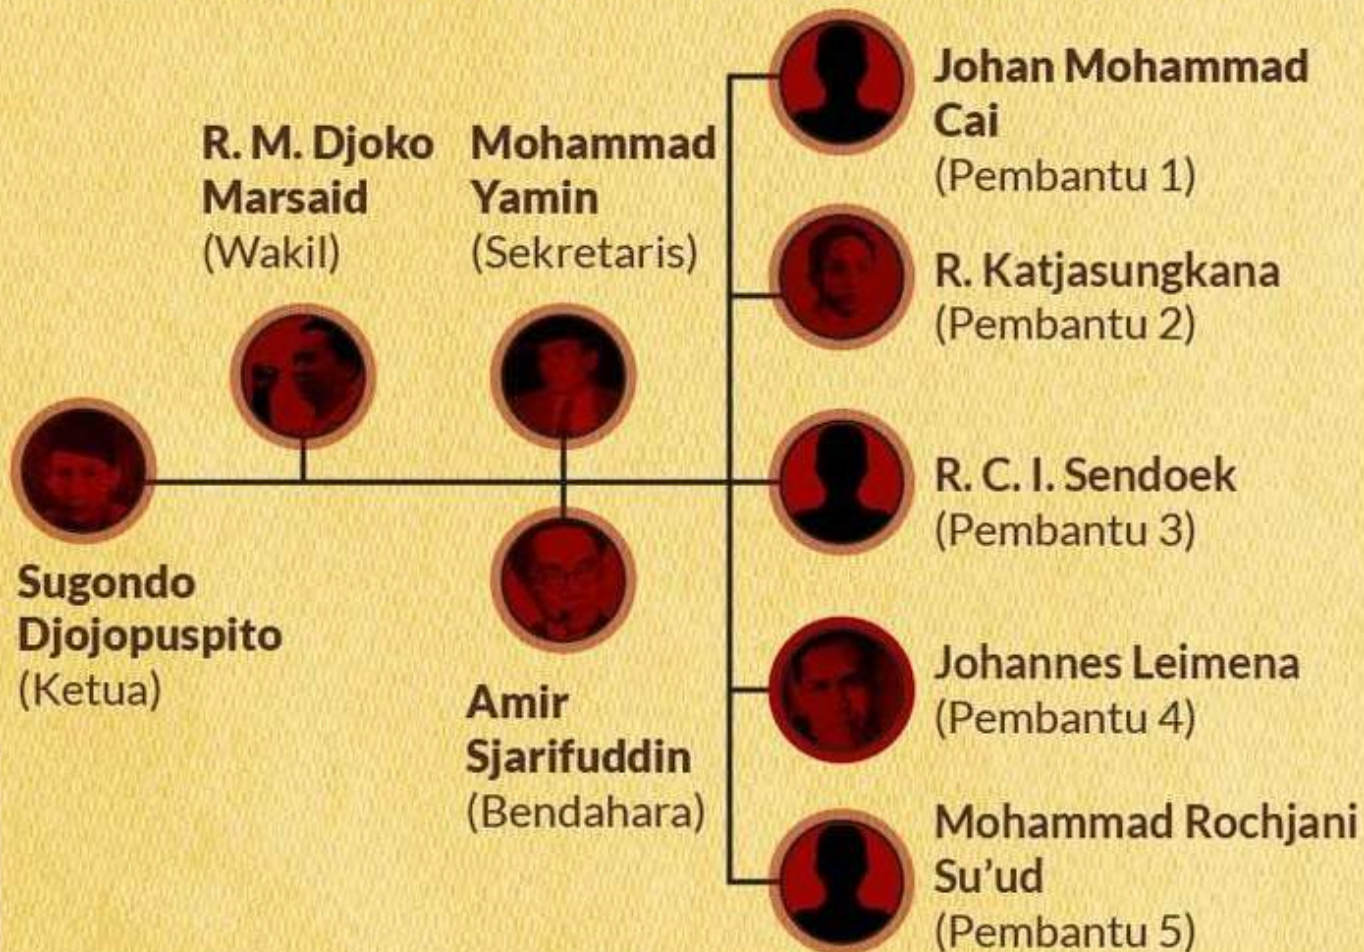 Sugondo
Djojopuspito
(Ketua)
R. M. Djoko
Marsaid
(Wakil)
Mohammad
Yamin
(Sekretaris)
Amir
Sjarifuddin
(Bendahara)
Johan Mohammad
Cai
(Pembantu 1)
R. Katjasungkana
(Pembantu 2)
R. C. I. Sendoek
(Pembantu 3)
Johannes Leimena
(Pembantu 4)
Mohammad Rochjani
Su'ud
(Pembantu 5)